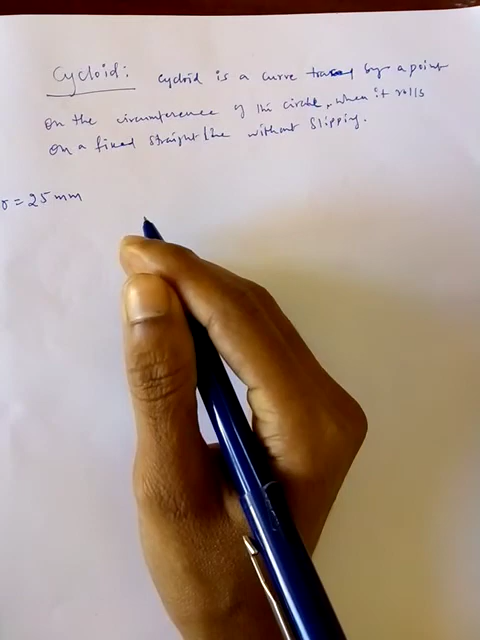 Cycloid: Cycloid is a curve traced by a point
on the circumference of the circle, when it rolls
on a fixed straight line without slipping.
r = 25 mm